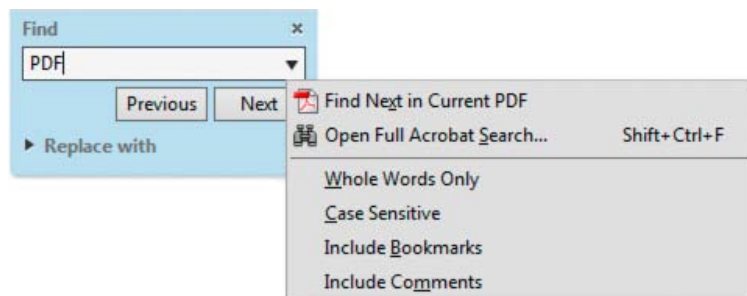 Find
PDF
Previous Next
Replace with
Find Next in Current PDF
Open Full Acrobat Search... Shift+Ctrl+F
Whole Words Only
Case Sensitive
Include Bookmarks
Include Comments